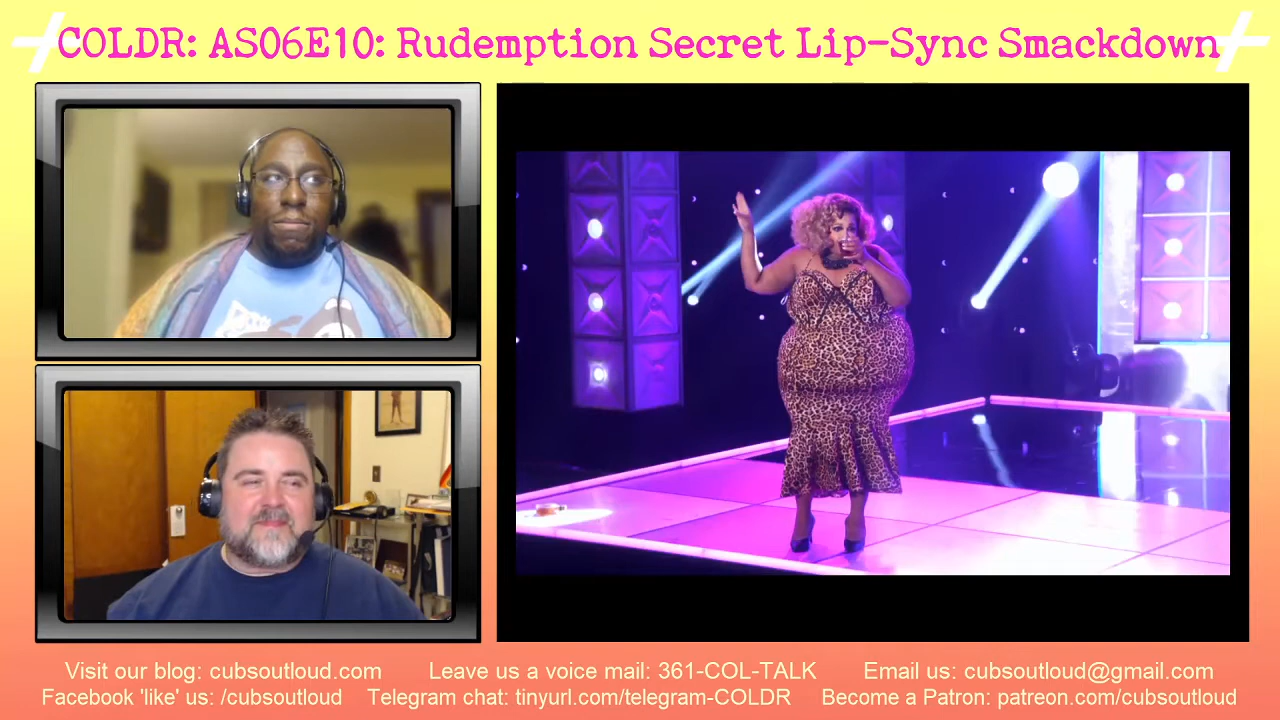 COLDR: AS06E10: Rudemption Secret Lip-Sync Smackdown
Visit our blog: cubsoutloud.com Leave us a voice mail: 361-COL-TALK Email us: cubsoutloud@gmail.com
Facebook 'like' us: /cubsoutloud Telegram chat: tinyurl.com/telegram-COLDR Become a Patron: patreon.com/cubsoutloud